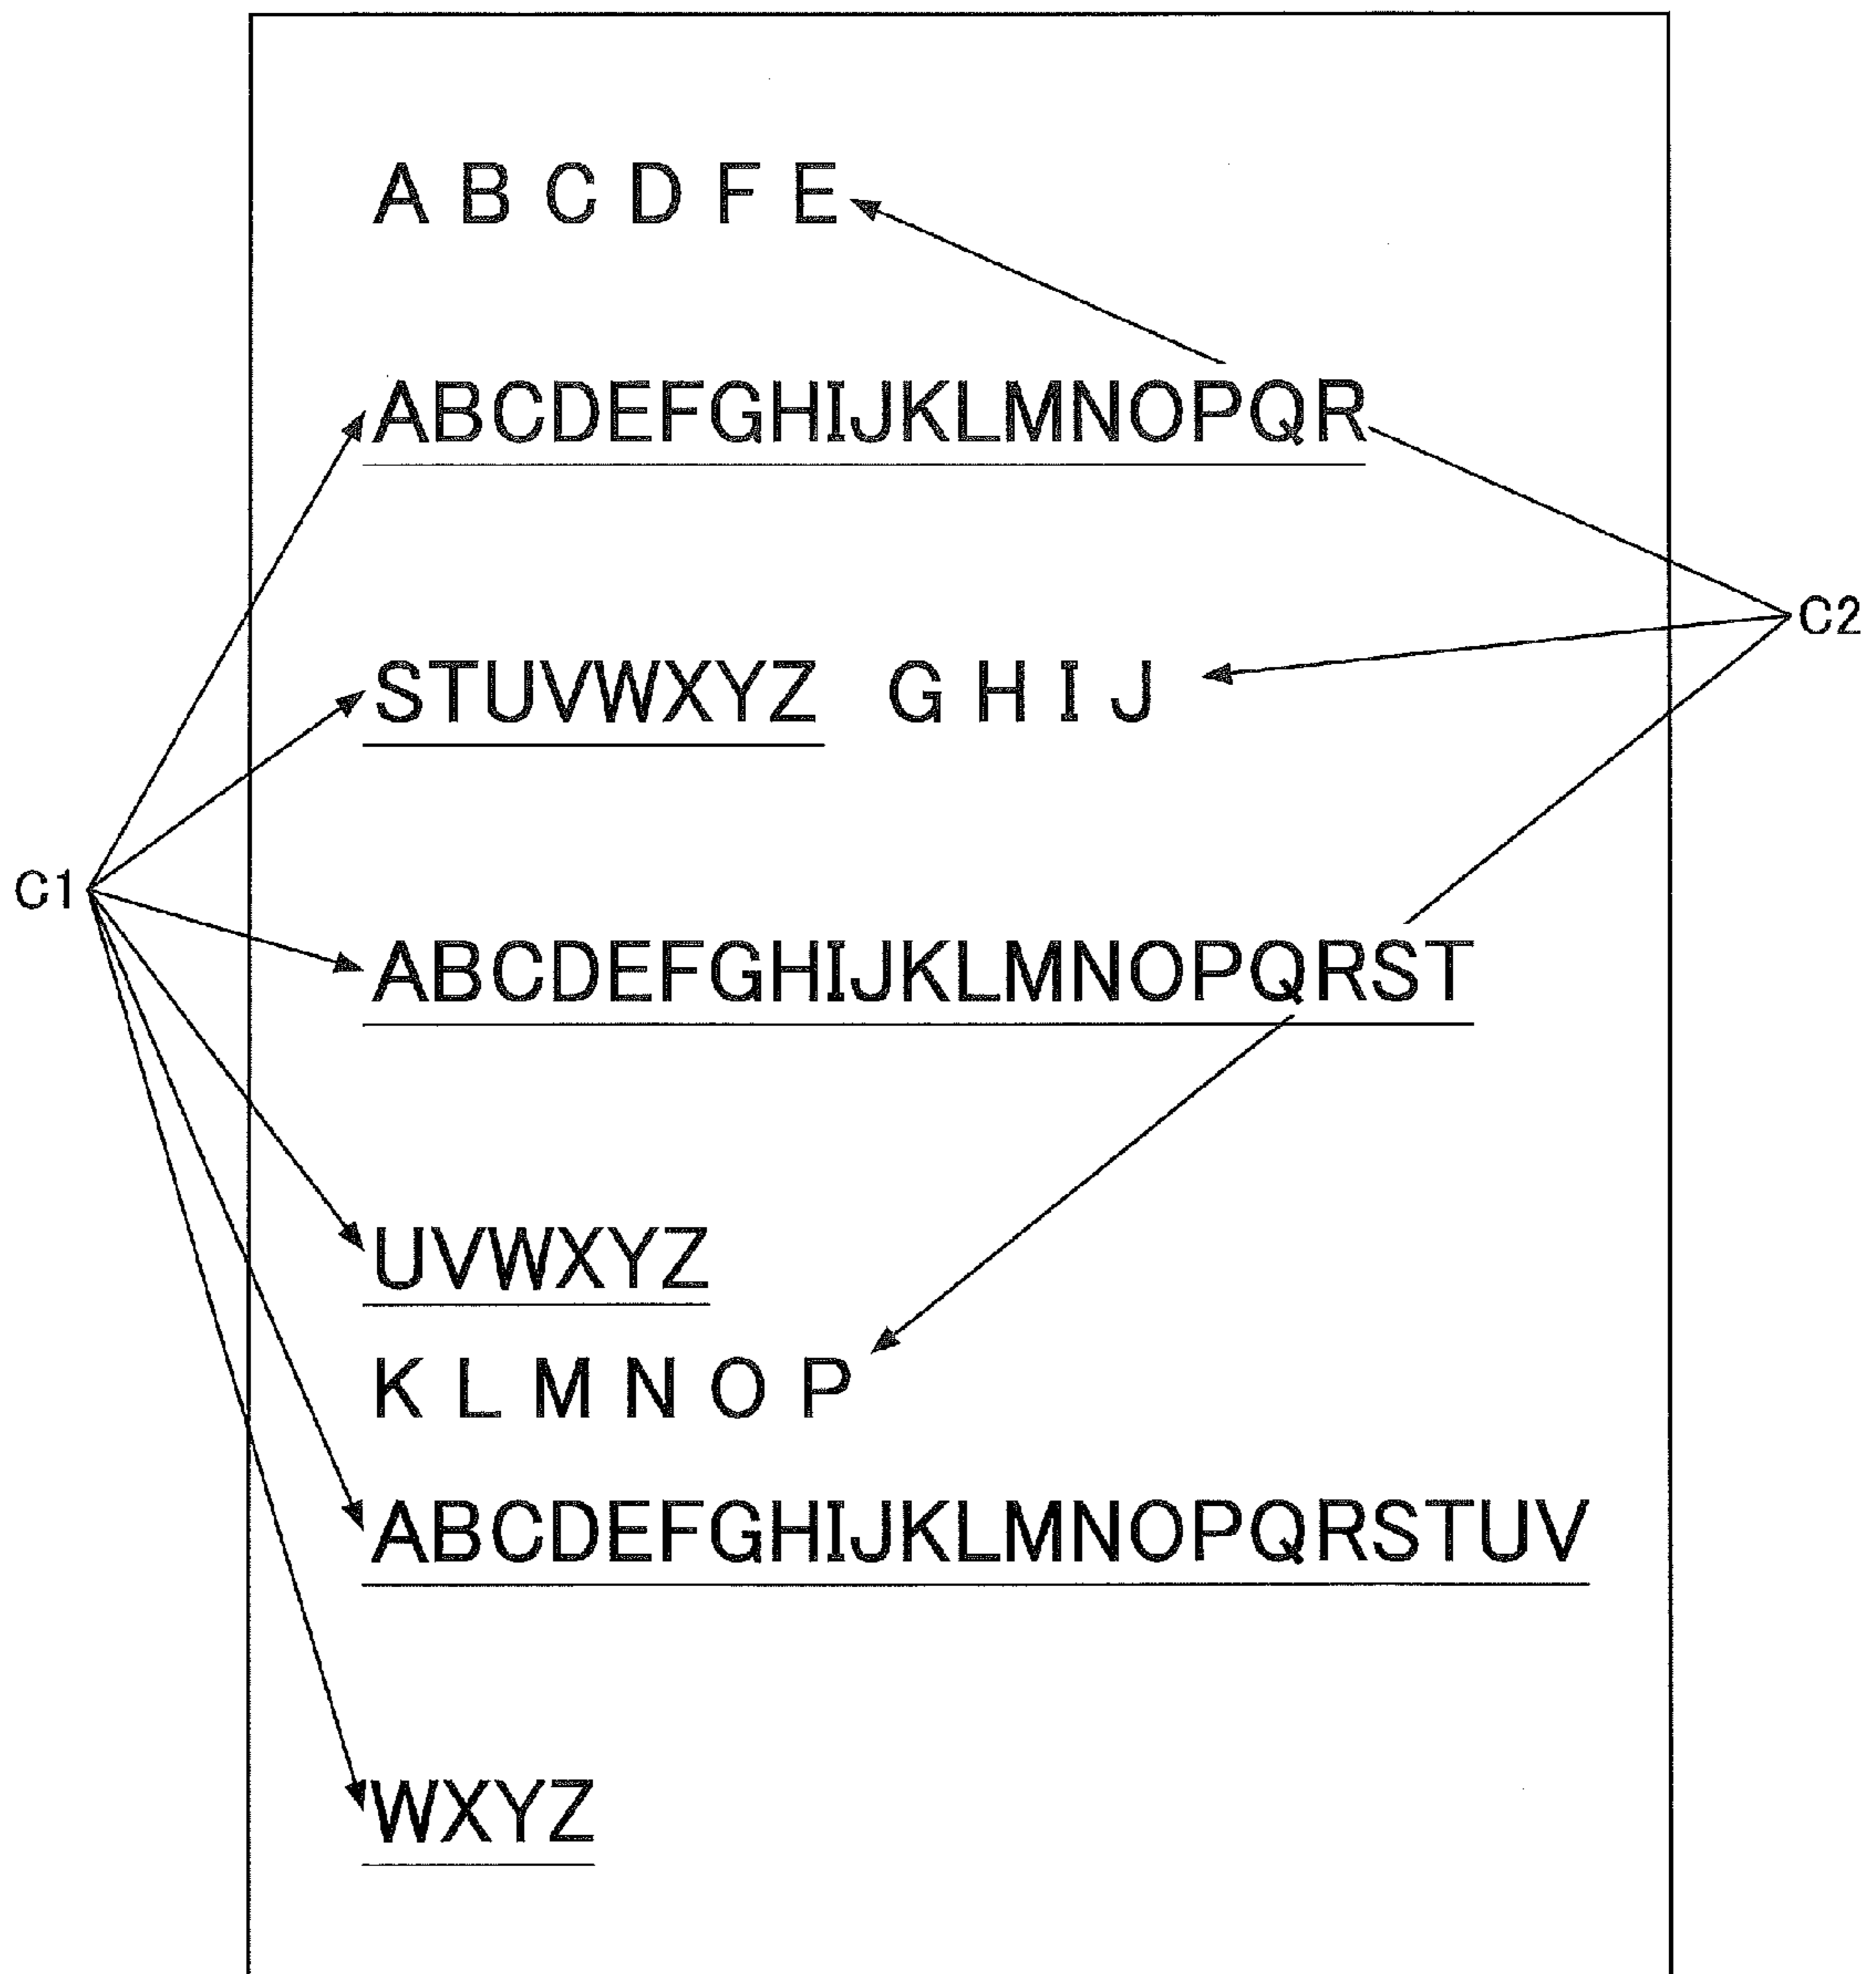 A B C D F E
ABCDEFGHIJKLMNOPQR
C2
STUVWXYZ G H I J
C1
ABCDEFGHIJKLMNOPQRST
UVWXYZ
K L M N O P
ABCDEFGHIJKLMNOPQRSTUV
WXYZ